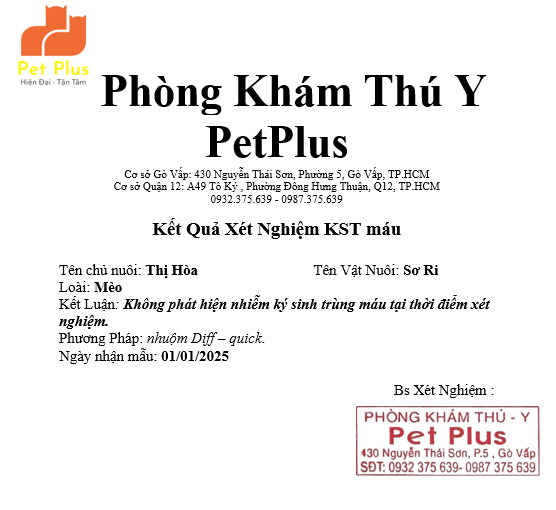 Pet Plus
Hiện Đại - Tận Tâm
Phòng Khám Thú Y
PetPlus
Cơ sở Gò Vấp: 430 Nguyễn Thái Sơn, Phường 5, Gò Vấp, TP.HCM
Cơ sở Quận 12: A49 Tô Ký , Phường Đông Hưng Thuận, Q12, TP.HCM
0932.375.639 - 0987.375.639
Kết Quả Xét Nghiệm KST máu
Tên chủ nuôi: Thị Hòa Tên Vật Nuôi: Sơ Ri
Loài: Mèo
Kết Luận: Không phát hiện nhiễm ký sinh trùng máu tại thời điểm xét
nghiệm.
Phương Pháp: nhuộm Diff – quick.
Ngày nhận mẫu: 01/01/2025
Bs Xét Nghiệm :
PHÒNG KHÁM THÚ - Y
Pet Plus
430 Nguyễn Thái Sơn, P.5 , Gò Vấp
SĐT: 0932 375 639- 0987 375 639